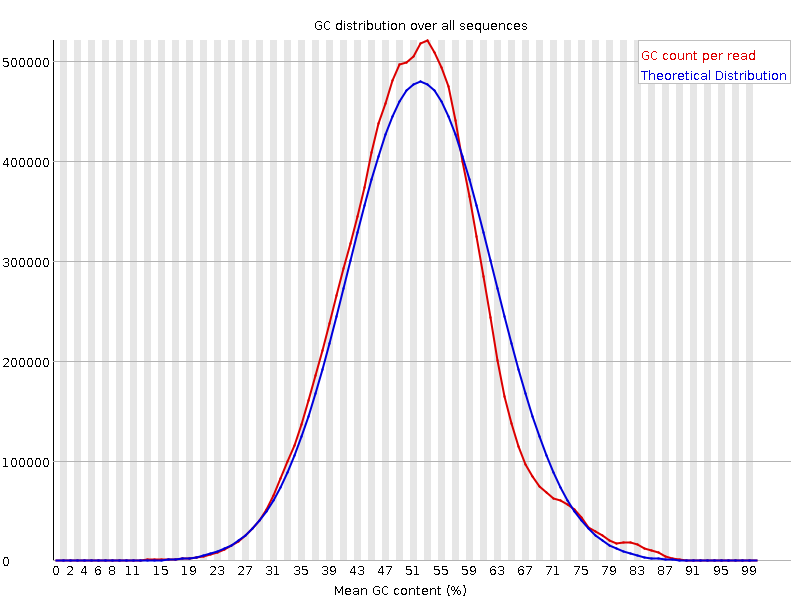 GC distribution over all sequences
GC count per read
Theoretical Distribution
500000
400000
300000
200000
100000
0
0 2 4 6 8 11 15 19 23 27 31 35 39 43 47 51 55 59 63 67 71 75 79 83 87 91 95 99
Mean GC content (%)